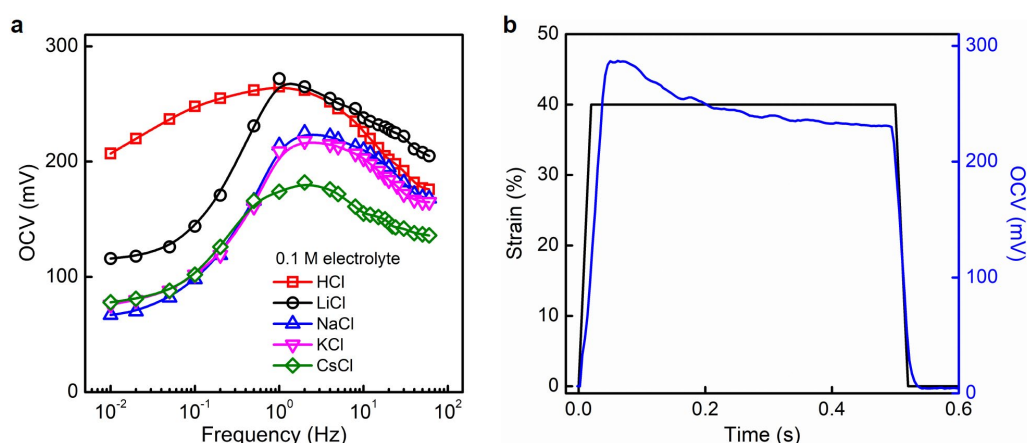 a
300
200
100
0
OCV (mV)
0.1 M electrolyte
HCl
LiCl
NaCl
KCl
CsCl
10⁻² 10⁻¹ 10⁰ 10¹ 10²
Frequency (Hz)
b
50
40
30
20
10
0
Strain (%)
300
200
100
0
OCV (mV)
0.0 0.2 0.4 0.6
Time (s)